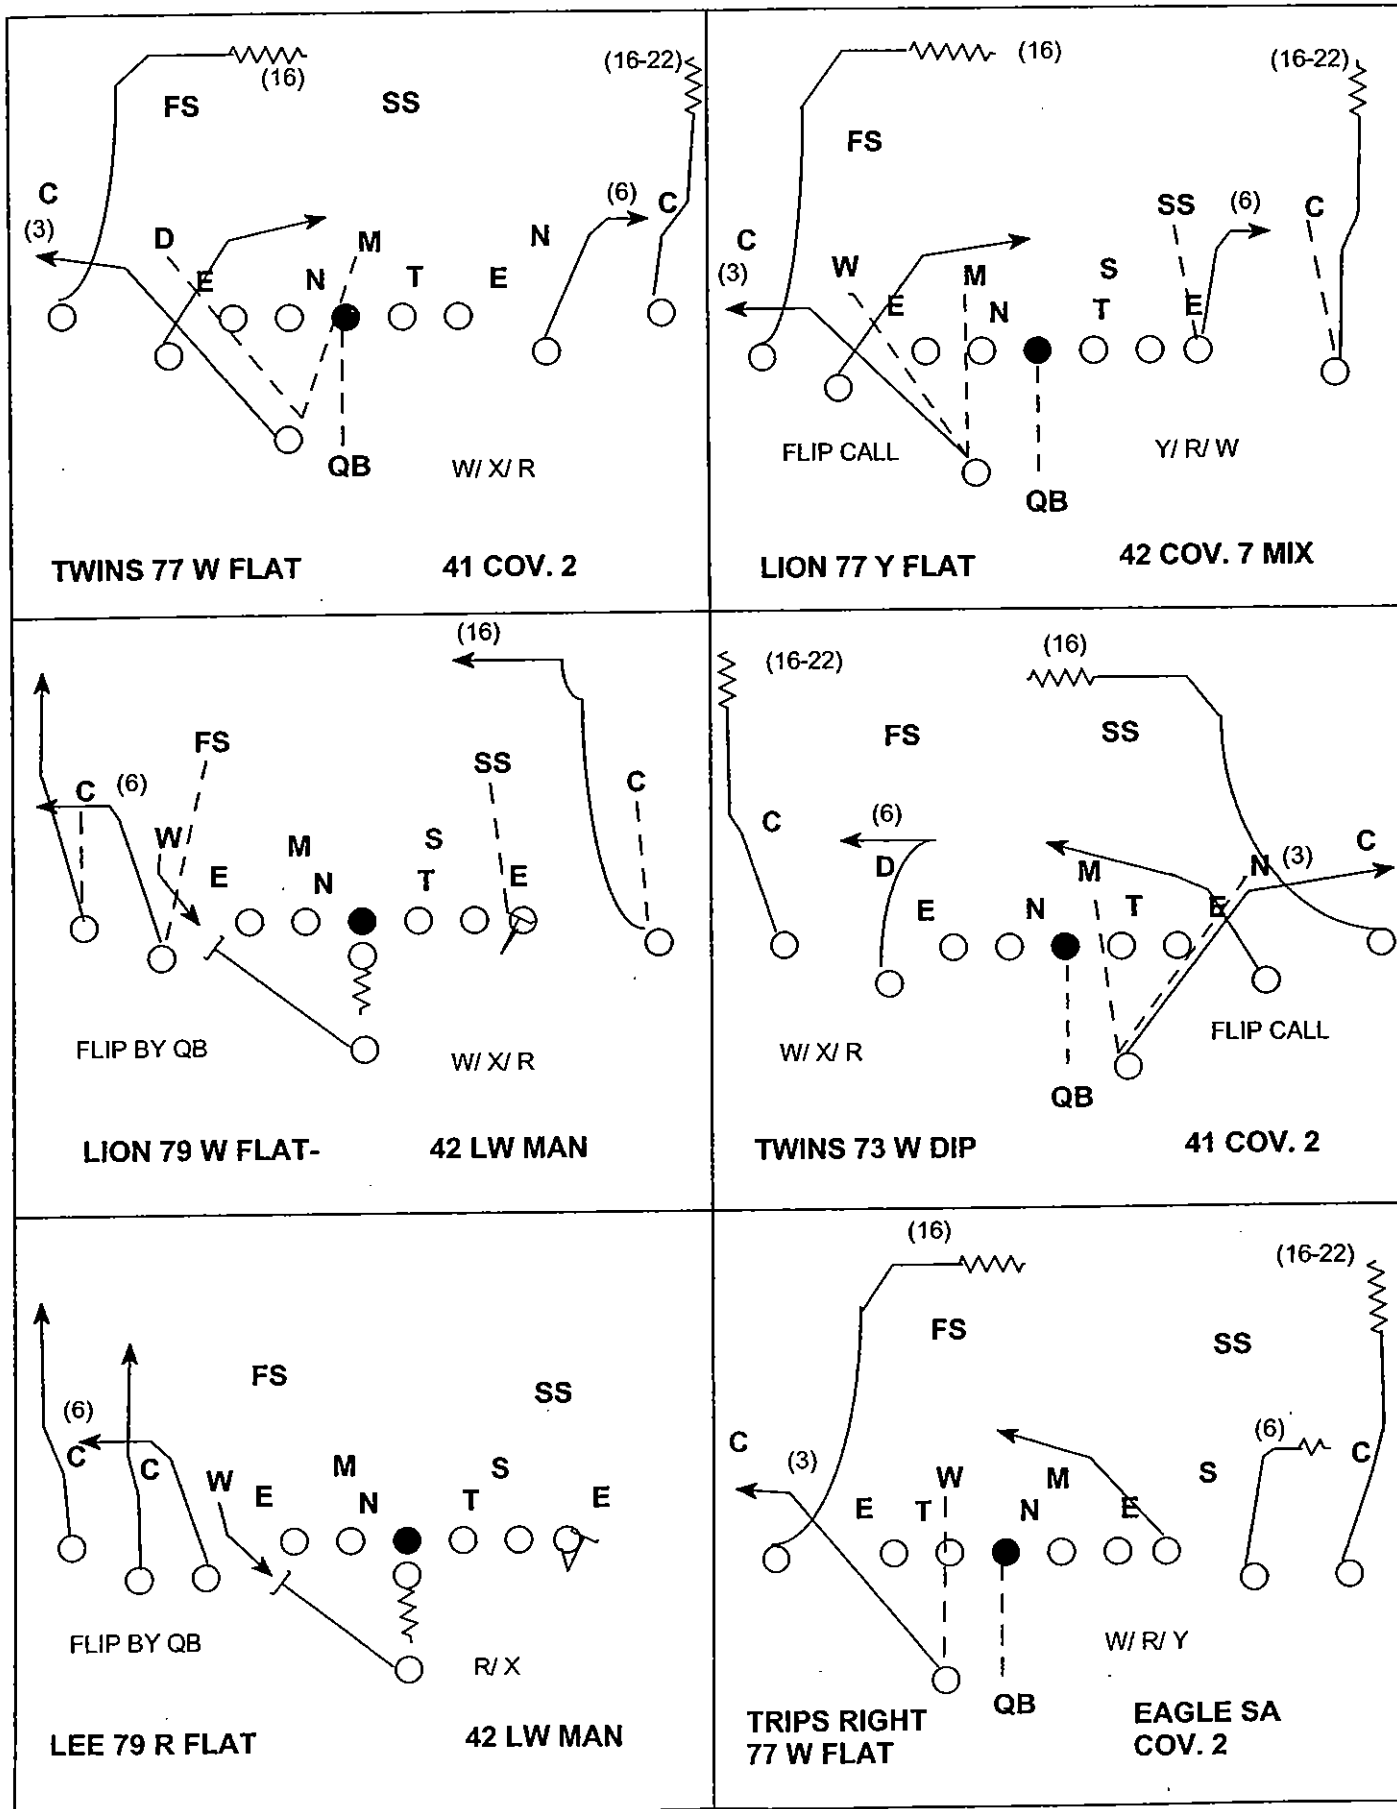 (16)
(16-22)
FS
SS
C
(3)
D
E
N
M
T
E
N
(6)
C
QB
W/ X/ R
TWINS 77 W FLAT
41 COV. 2
(16)
(16-22)
FS
C
(3)
W
E
M
N
S
T
SS
E
(6)
C
FLIP CALL
QB
Y/ R/ W
LION 77 Y FLAT
42 COV. 7 MIX
(16)
FS
SS
C
(6)
C
W
E
M
N
S
T
E
FLIP BY QB
W/ X/ R
LION 79 W FLAT-
42 LW MAN
(16-22)
(16)
FS
SS
C
(6)
D
E
N
M
T
E
N
(3)
C
W/ X/ R
QB
FLIP CALL
TWINS 73 W DIP
41 COV. 2
FS
SS
(6)
C
C
W
E
M
N
S
T
E
FLIP BY QB
R/ X
LEE 79 R FLAT
42 LW MAN
(16)
(16-22)
FS
SS
C
(3)
E
T
W
N
M
E
S
(6)
C
W/ R/ Y
QB
TRIPS RIGHT
77 W FLAT
EAGLE SA
COV. 2